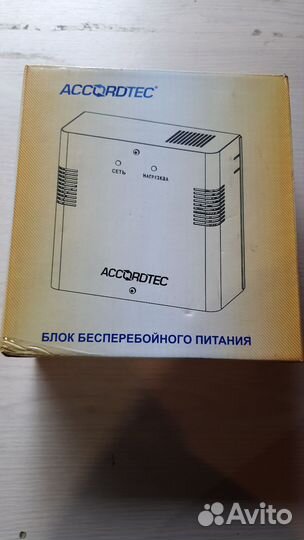 ACCORDTEC®
СЕТЬ
НАГРУЗКА
ACCORDTEC
БЛОК БЕСПЕРЕБОЙНОГО ПИТАНИЯ
Avito